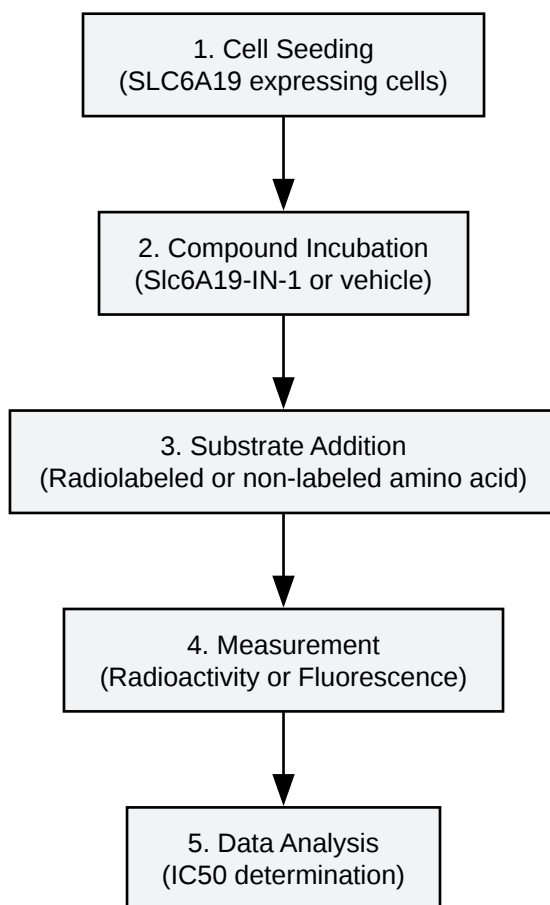 1. Cell Seeding
(SLC6A19 expressing cells)
2. Compound Incubation
(Slc6A19-IN-1 or vehicle)
3. Substrate Addition
(Radiolabeled or non-labeled amino acid)
4. Measurement
(Radioactivity or Fluorescence)
5. Data Analysis
(IC50 determination)